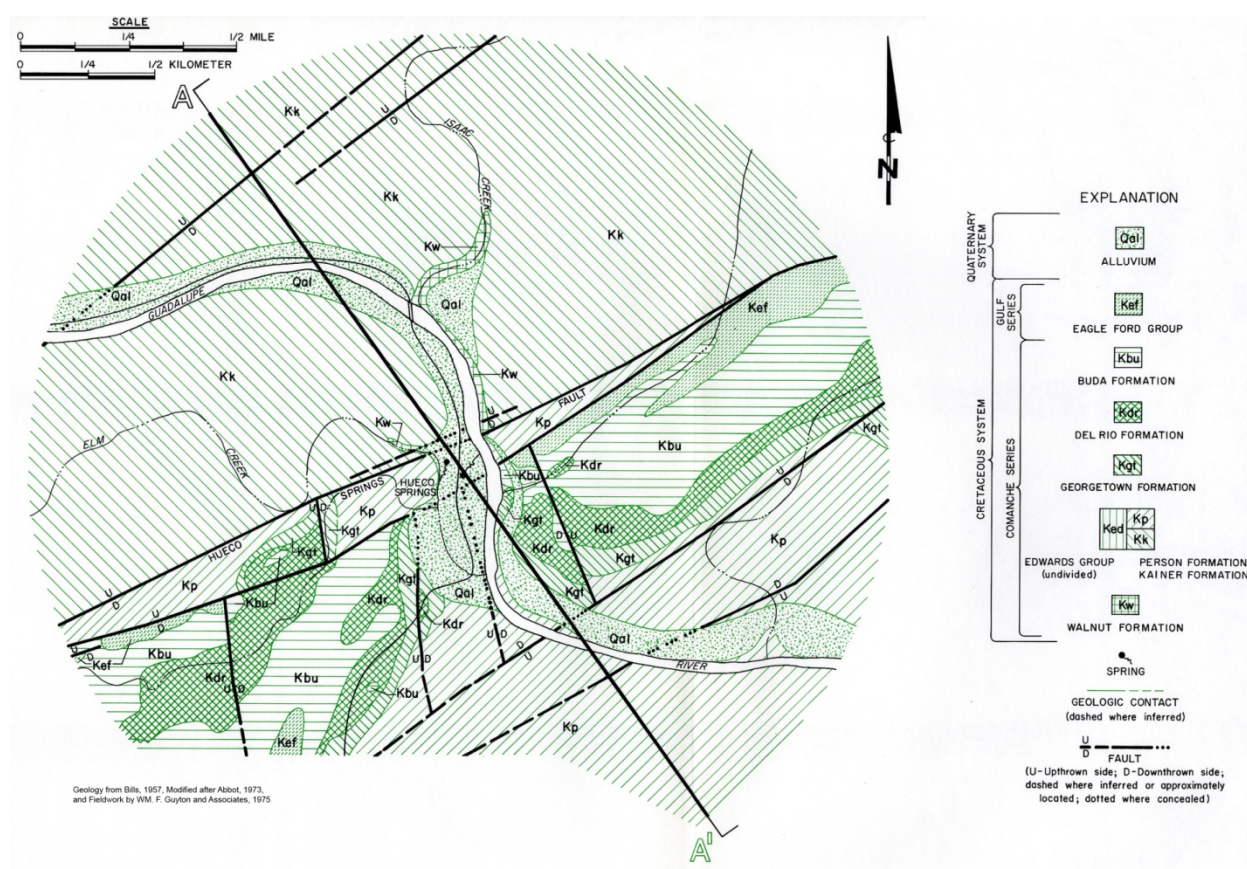 SCALE
0 1/4 1/2 MILE
0 1/4 1/2 KILOMETER
A
Kk
U
D
ISAAC
CREEK
Kk
Kk
U
D
Kw
Qal
Qal
Qal
GUADALUPE
Kef
Kk
Kw
U
D
FAULT
Kp
Kw
ELM
CREEK
HUECO
SPRINGS
Kbu
Kbu
Kdr
Kgt
U
D
HUECO
SPRINGS
U D
Kgt
Kp
Kgt
Kgt
Kdr
Kdr
D U
Kgt
Kp
Kp
U
D
U
D
Kbu
Kdr
Kgt
Qal
Kdr
Kgt
D
U
Qal
U
D
Kef
Kbu
Kdr
U D
Kbu
U D
U D
D
U
Kbu
RIVER
Kef
Kp
A'
N
EXPLANATION
QUATERNARY
SYSTEM
Qal
ALLUVIUM
CRETACEOUS SYSTEM
GULF
SERIES
Kef
EAGLE FORD GROUP
COMANCHE SERIES
Kbu
BUDA FORMATION
Kdr
DEL RIO FORMATION
Kgt
GEORGETOWN FORMATION
Ked
Kp
Kk
EDWARDS GROUP
(undivided)
PERSON FORMATION
KAINER FORMATION
Kw
WALNUT FORMATION
SPRING
GEOLOGIC CONTACT
(dashed where inferred)
U
D
FAULT
(U-Upthrown side; D-Downthrown side;
dashed where inferred or approximately
located; dotted where concealed)
Geology from Bills, 1957, Modified after Abbot, 1973,
and Fieldwork by WM. F. Guyton and Associates, 1975